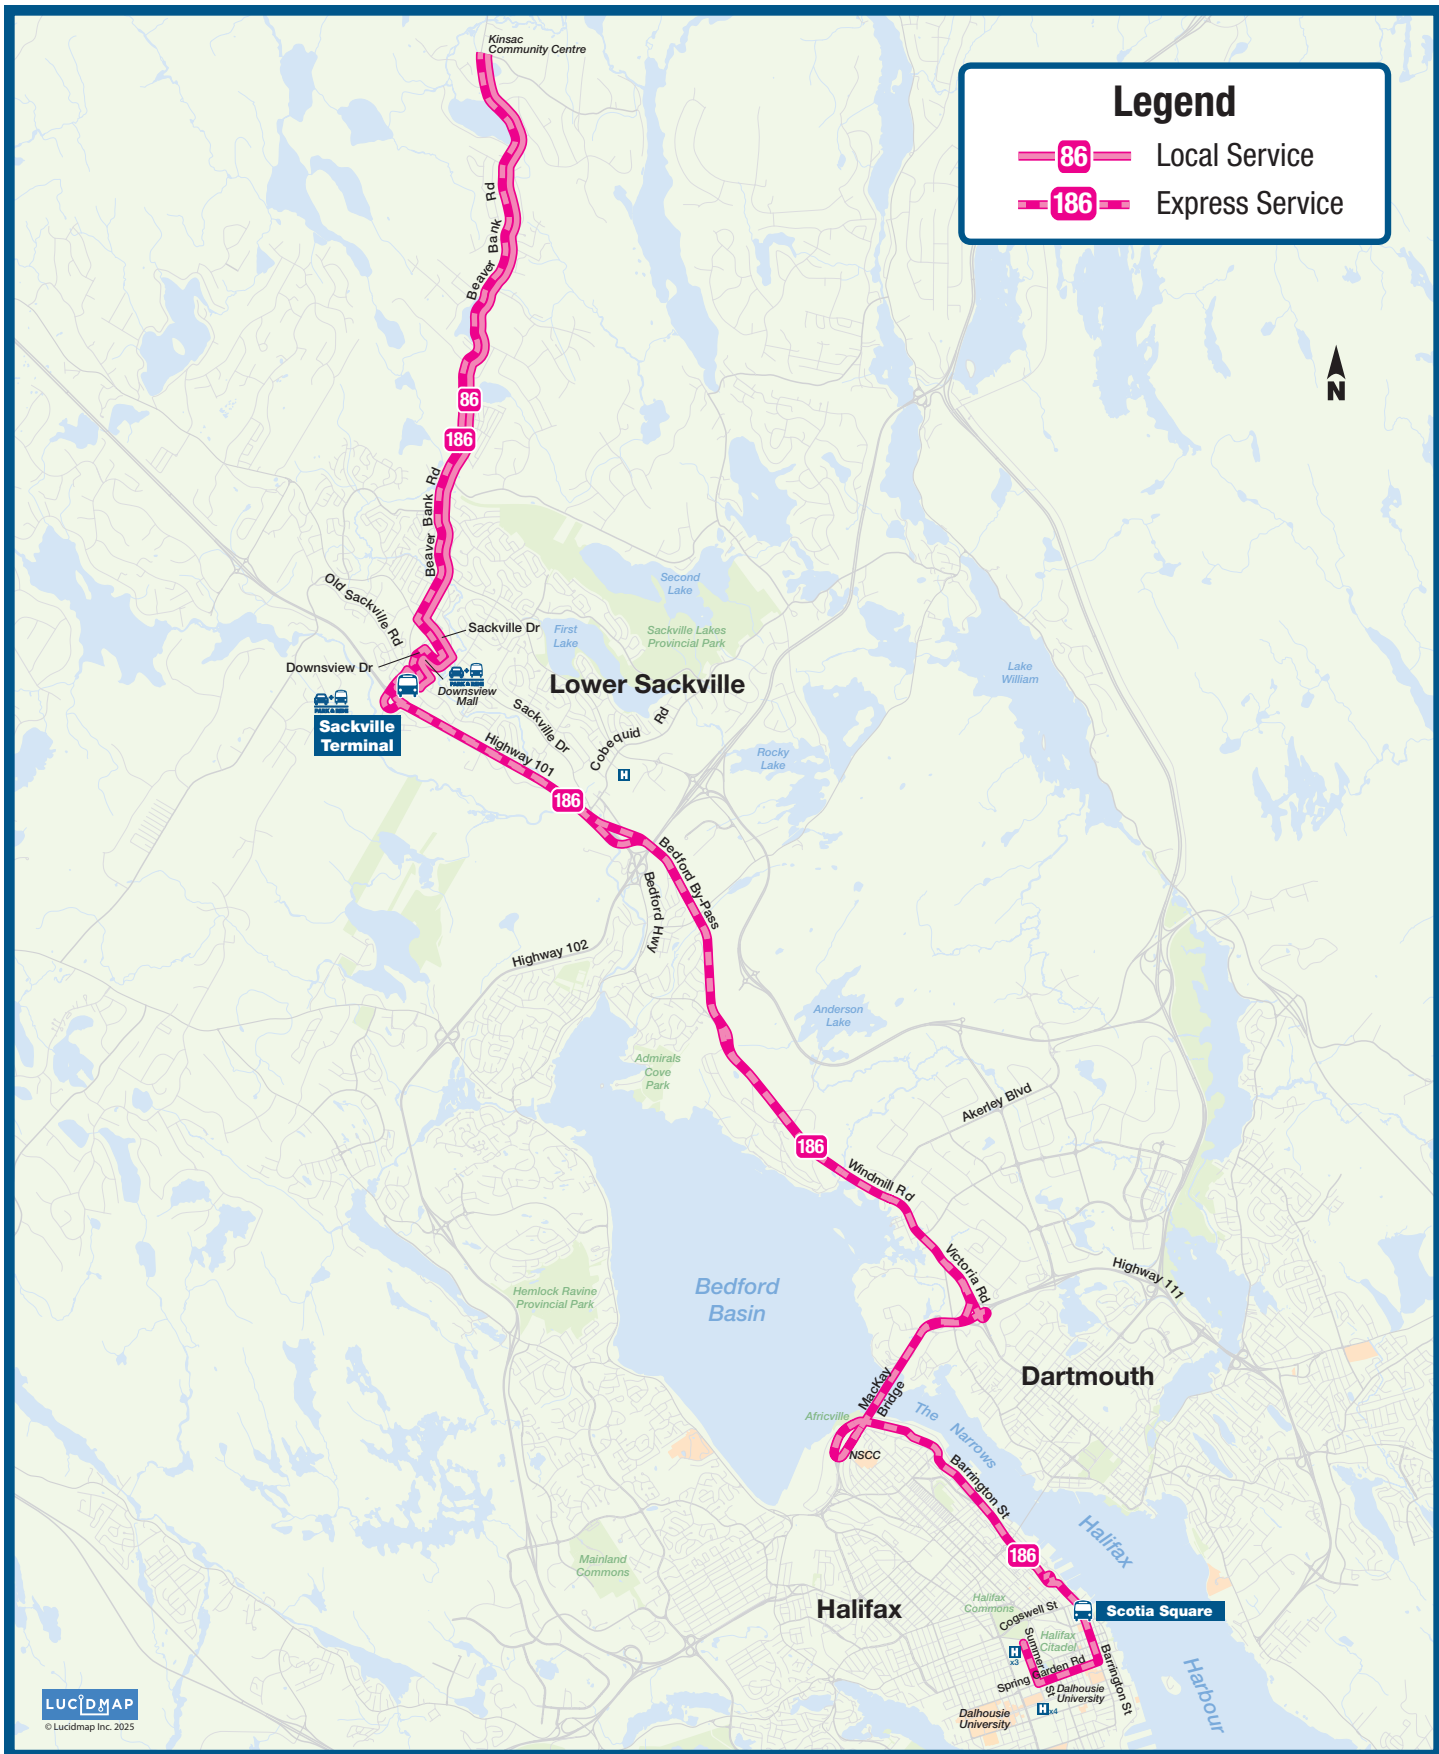 Kinsac
Community Centre
Legend
86
Local Service
186
Express Service
Beaver Bank Rd
N
86
186
Beaver Bank Rd
Old Sackville Rd
Sackville Dr
Downsview Dr
First
Lake
Second
Lake
Sackville Lakes
Provincial Park
Lake
William
PARK & RIDE
Downsview
Mall
Lower Sackville
PARK & RIDE
Sackville
Terminal
Sackville Dr
Cobequid Rd
Highway 101
H
Rocky
Lake
186
Bedford By-Pass
Bedford Hwy
Highway 102
Anderson
Lake
Admirals
Cove
Park
Akerley Blvd
186
Windmill Rd
Victoria Rd
Highway 111
Hemlock Ravine
Provincial Park
Bedford
Basin
Dartmouth
MacKay
Bridge
Africville
The Narrows
NSCC
Barrington St
Halifax
186
Mainland
Commons
Halifax
Halifax
Commons
Cogswell St
Scotia Square
Halifax
Citadel
Summer St
H
x3
Spring Garden Rd
Barrington St
Harbour
Dalhousie
University
H
x4
Dalhousie
University
LUCIDMAP
© Lucidmap Inc. 2025